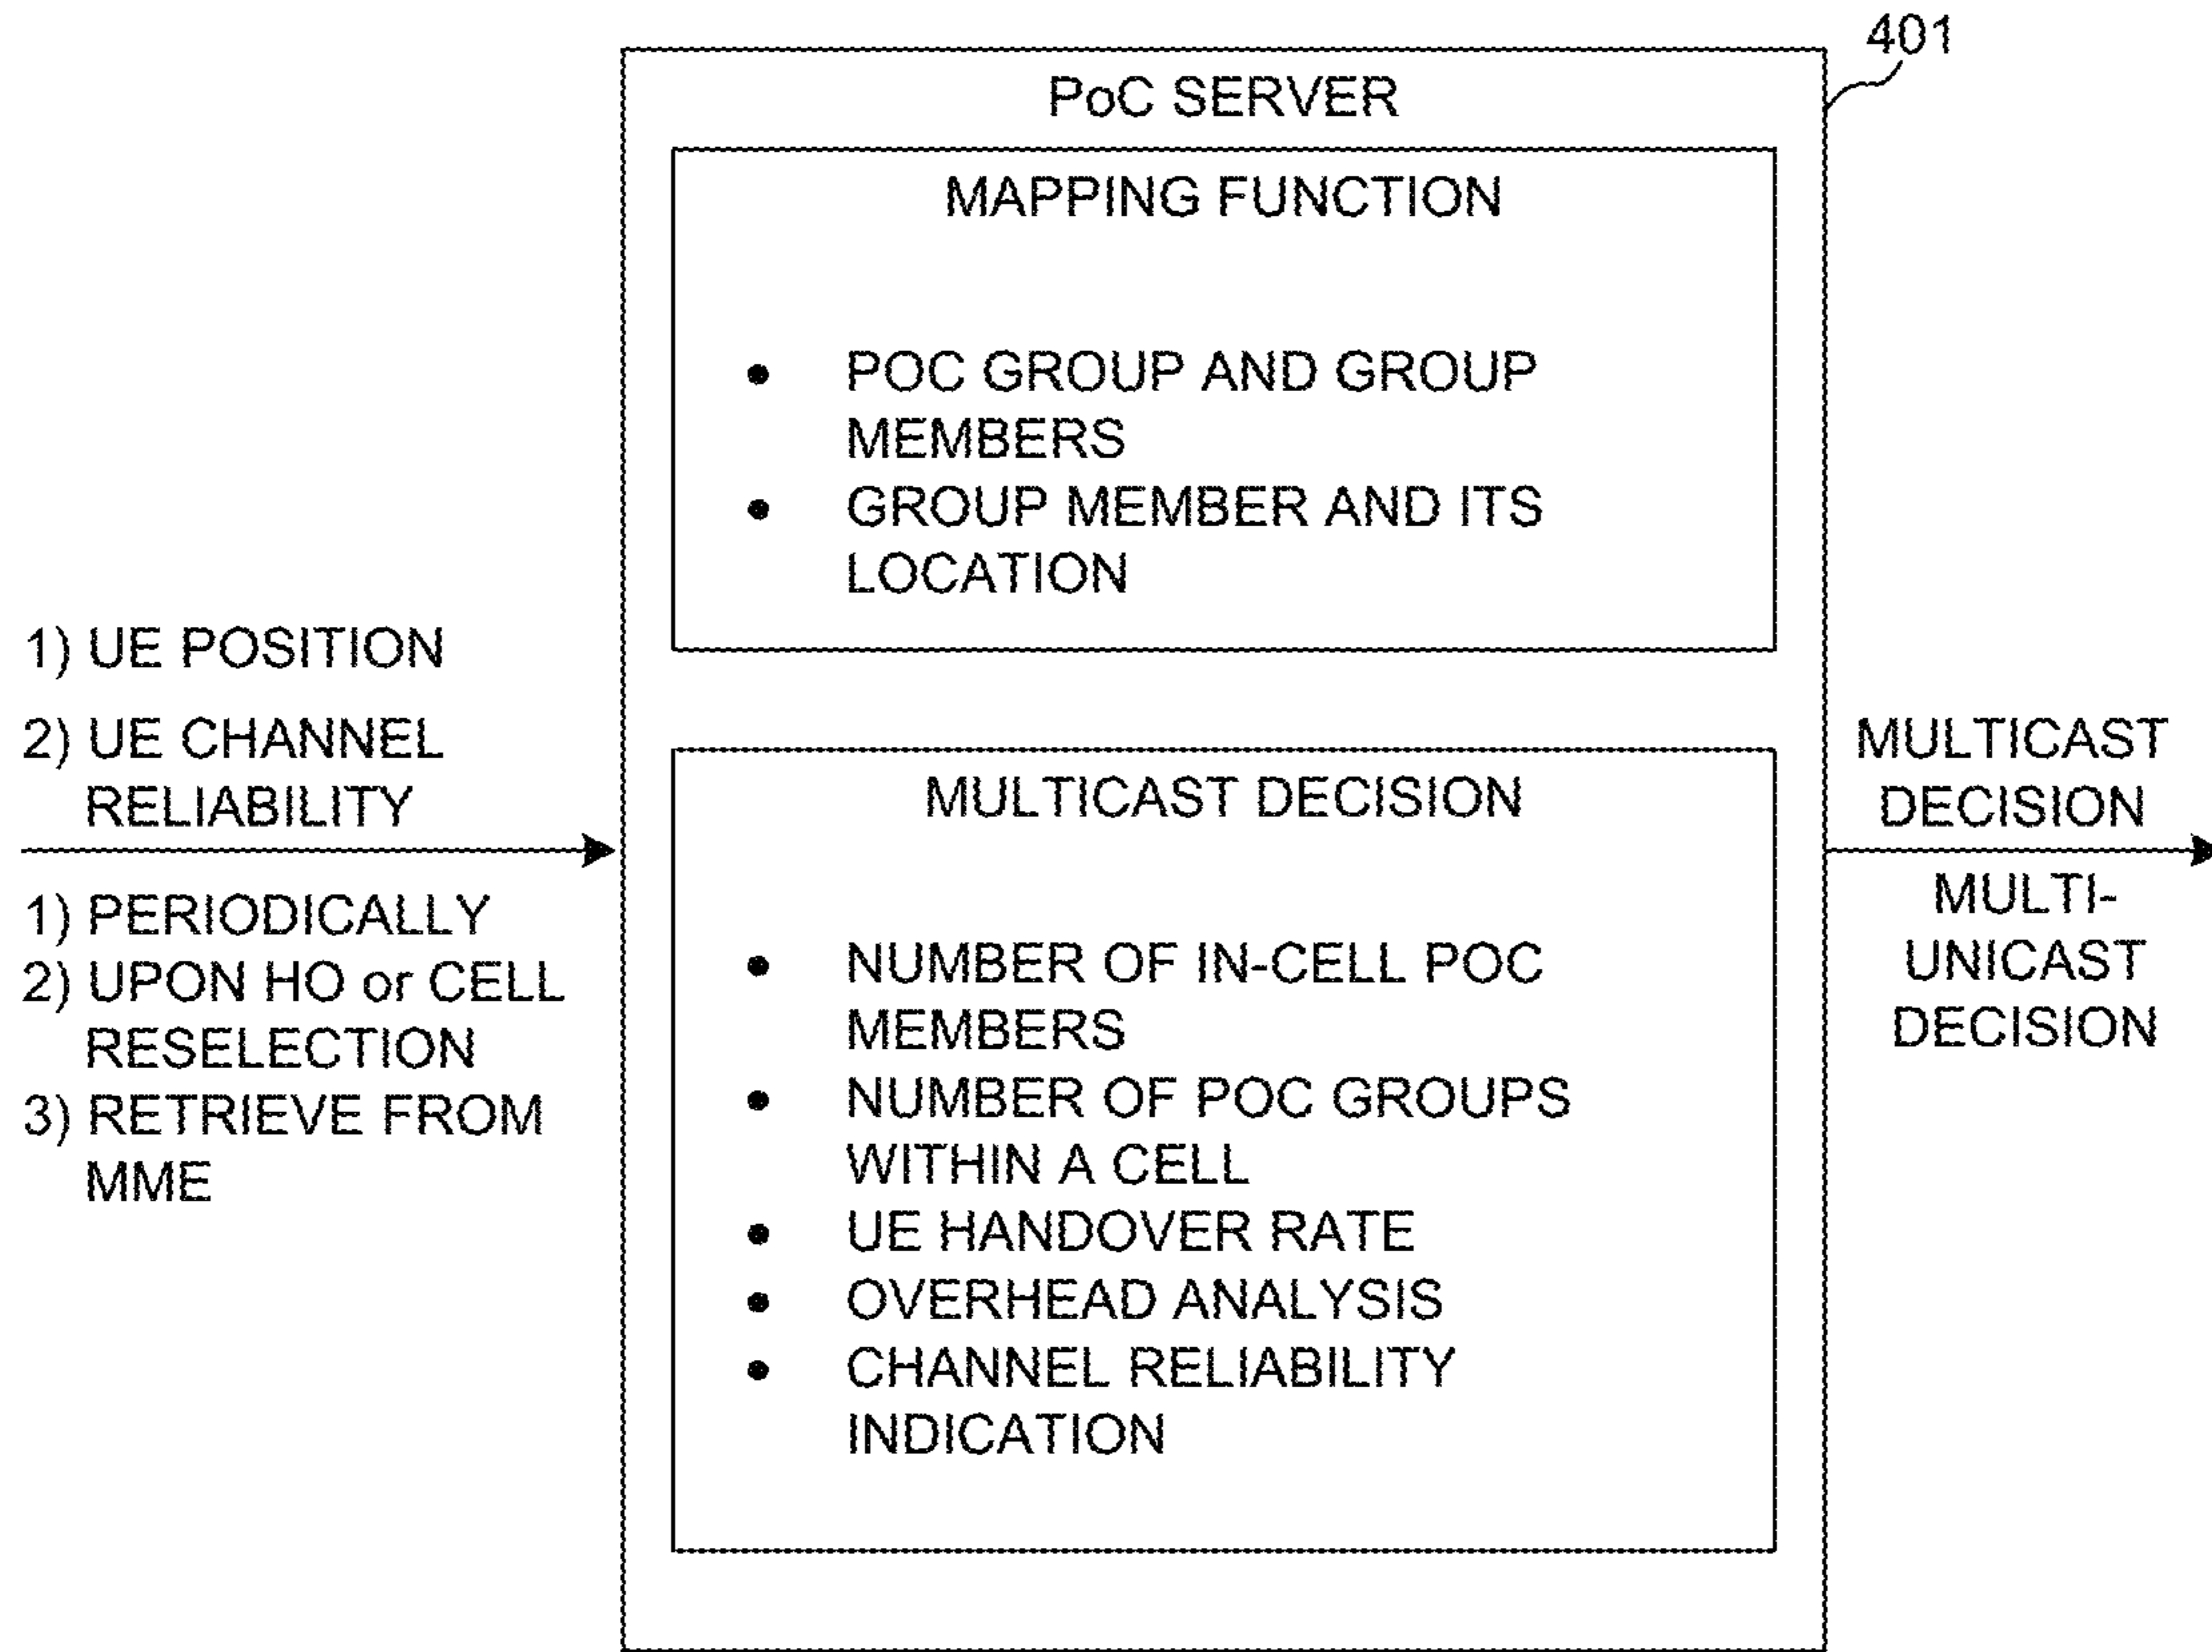 401
PoC SERVER
MAPPING FUNCTION
• POC GROUP AND GROUP
MEMBERS
• GROUP MEMBER AND ITS
LOCATION
1) UE POSITION
2) UE CHANNEL
RELIABILITY
1) PERIODICALLY
2) UPON HO or CELL
RESELECTION
3) RETRIEVE FROM
MME
MULTICAST DECISION
• NUMBER OF IN-CELL POC
MEMBERS
• NUMBER OF POC GROUPS
WITHIN A CELL
• UE HANDOVER RATE
• OVERHEAD ANALYSIS
• CHANNEL RELIABILITY
INDICATION
MULTICAST
DECISION
MULTI-
UNICAST
DECISION